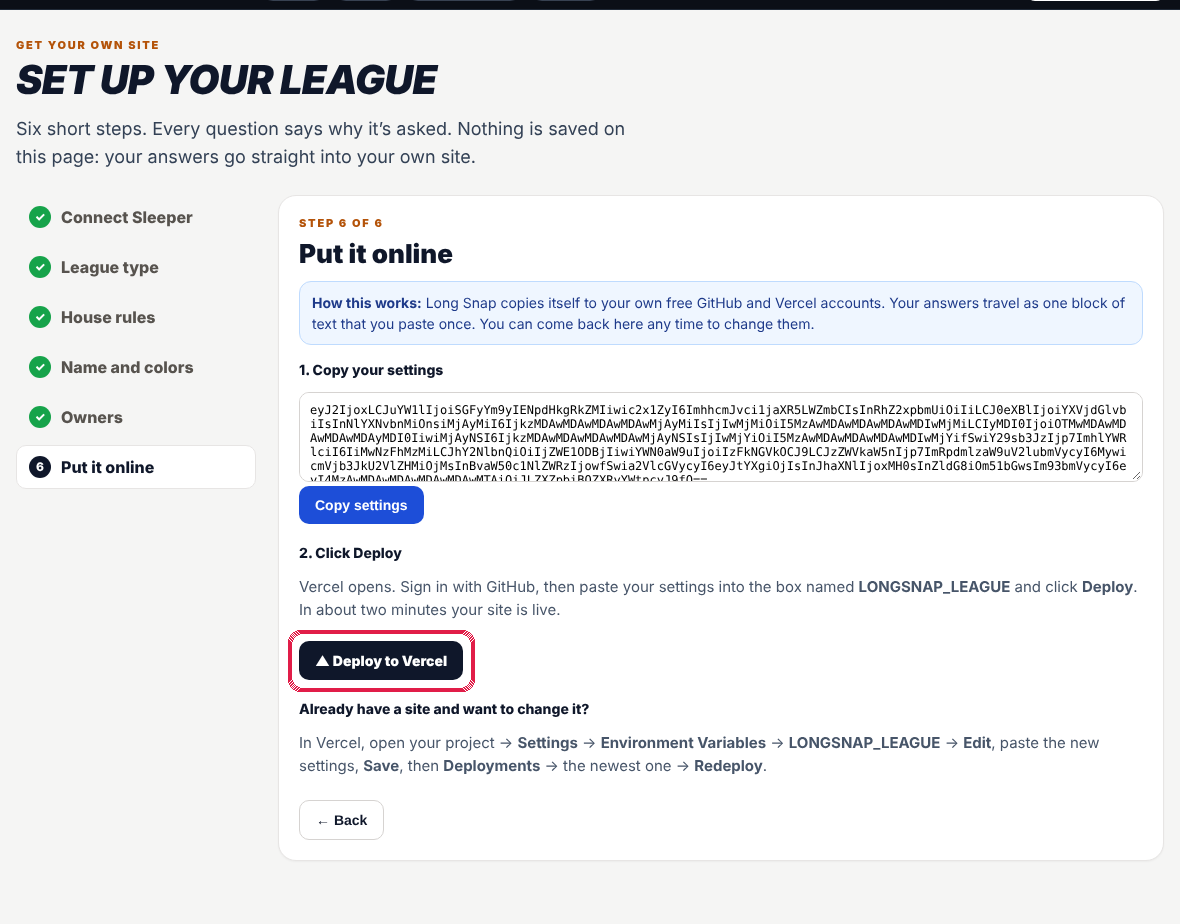 GET YOUR OWN SITE
SET UP YOUR LEAGUE
Six short steps. Every question says why it’s asked. Nothing is saved on
this page: your answers go straight into your own site.
Connect Sleeper
League type
House rules
Name and colors
Owners
6 Put it online
STEP 6 OF 6
Put it online
How this works: Long Snap copies itself to your own free GitHub and Vercel accounts. Your answers travel as one block of
text that you paste once. You can come back here any time to change them.
1. Copy your settings
Copy settings
2. Click Deploy
Vercel opens. Sign in with GitHub, then paste your settings into the box named LONGSNAP_LEAGUE and click Deploy.
In about two minutes your site is live.
▲ Deploy to Vercel
Already have a site and want to change it?
In Vercel, open your project → Settings → Environment Variables → LONGSNAP_LEAGUE → Edit, paste the new
settings, Save, then Deployments → the newest one → Redeploy.
← Back